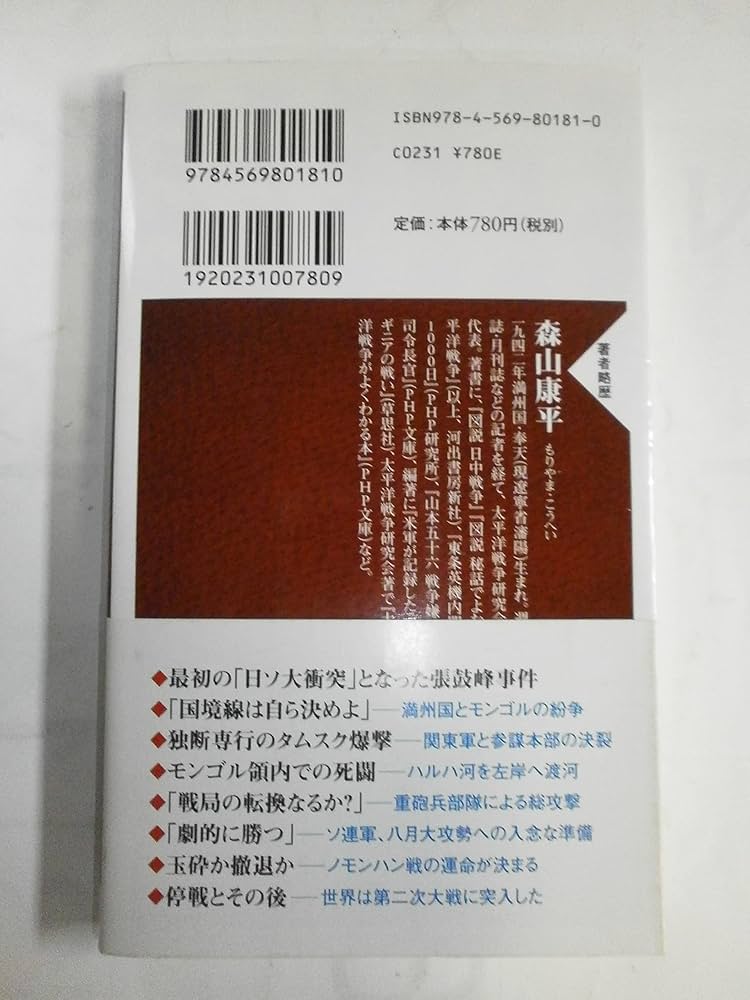 ISBN978-4-569-80181-0
C0231 ¥780E
9784569801810
定価：本体780円（税別）
1920231007809
著者略歴
森山康平 もりやま・こうへい
一九四二年満州国・奉天（現遼寧省瀋陽）生まれ。週
誌・月刊誌などの記者を経て、太平洋戦争研究会
代表。著書に、『図説 日中戦争』『図説 秘話でよ
平洋戦争』（以上、河出書房新社）、『東条英機内閣
1000日』（PHP研究所）、『山本五十六 戦争嫌
司令長官』（PHP文庫）、編著に『米軍が記録した
ギニアの戦い』（草思社）、太平洋戦争研究会著で『
洋戦争がよくわかる本』（PHP文庫）など。
◆最初の「日ソ大衝突」となった張鼓峰事件
◆「国境線は自ら決めよ」──満州国とモンゴルの紛争
◆独断専行のタムスク爆撃──関東軍と参謀本部の決裂
◆モンゴル領内での死闘──ハルハ河を左岸へ渡河
◆「戦局の転換なるか？」──重砲兵部隊による総攻撃
◆「劇的に勝つ」──ソ連軍、八月大攻勢への入念な準備
◆玉砕か撤退か──ノモンハン戦の運命が決まる
◆停戦とその後──世界は第二次大戦に突入した